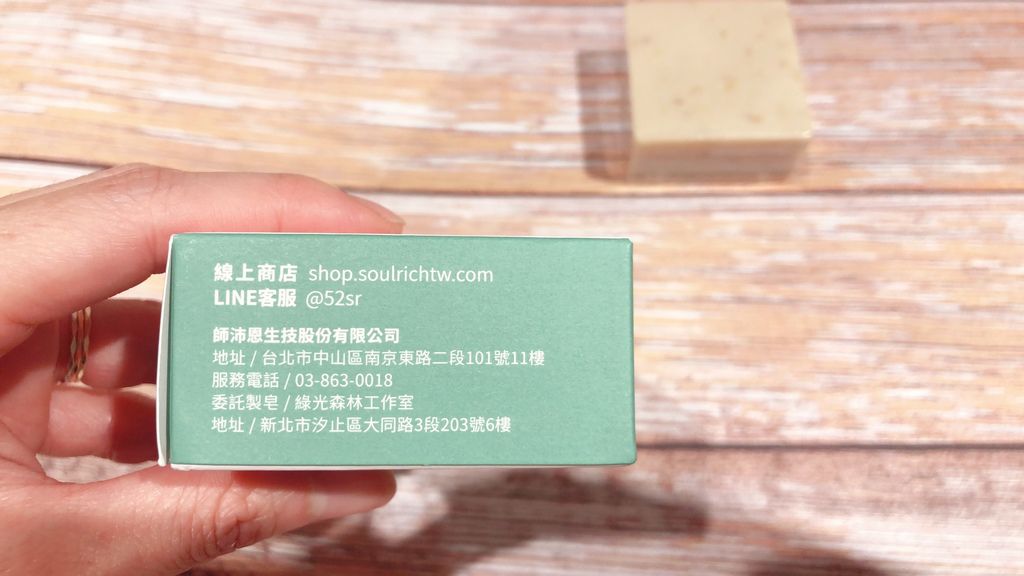 線上商店 shop.soulrichtw.com
LINE客服 @52sr
師沛恩生技股份有限公司
地址 / 台北市中山區南京東路二段101號11樓
服務電話 / 03-863-0018
委託製皂 / 綠光森林工作室
地址 / 新北市汐止區大同路3段203號6樓